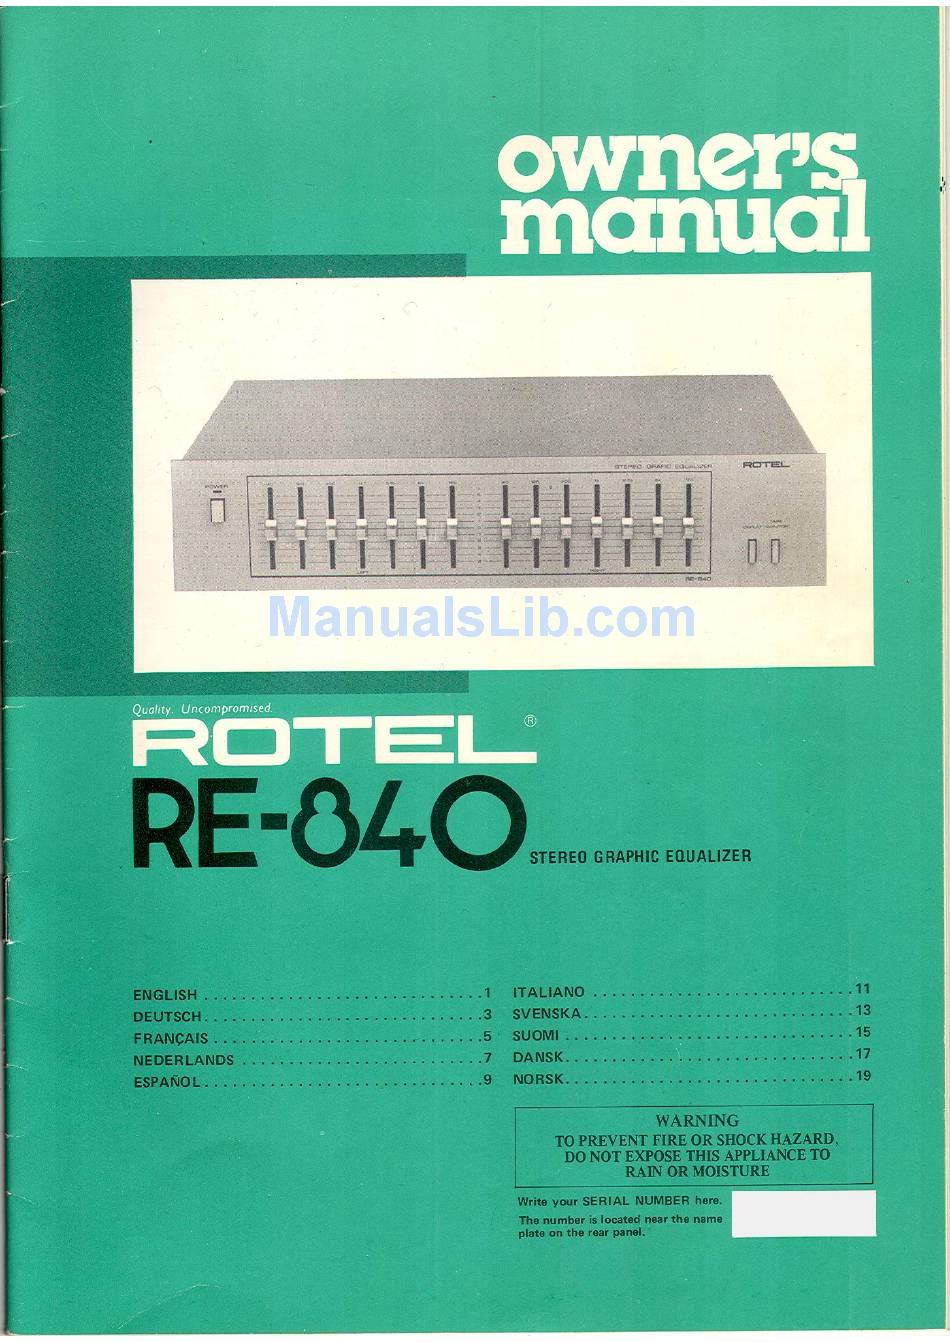 owner's
manual
STEREO GRAPIC EQUALIZER
ROTEL
POWER
LEFT
RIGHT
RE-840
ManualsLib.com
Quality. Uncompromised.
ROTEL®
RE-840
STEREO GRAPHIC EQUALIZER
ENGLISH . . . . . . . . . . . . . . . . . . . . . . . . . . . . . . 1
DEUTSCH . . . . . . . . . . . . . . . . . . . . . . . . . . . . . . 3
FRANÇAIS . . . . . . . . . . . . . . . . . . . . . . . . . . . . . 5
NEDERLANDS . . . . . . . . . . . . . . . . . . . . . . . . . . 7
ESPAÑOL . . . . . . . . . . . . . . . . . . . . . . . . . . . . . . 9
ITALIANO . . . . . . . . . . . . . . . . . . . . . . . . . . . . 11
SVENSKA . . . . . . . . . . . . . . . . . . . . . . . . . . . . . 13
SUOMI . . . . . . . . . . . . . . . . . . . . . . . . . . . . . . . 15
DANSK . . . . . . . . . . . . . . . . . . . . . . . . . . . . . . . 17
NORSK . . . . . . . . . . . . . . . . . . . . . . . . . . . . . . . 19
WARNING
TO PREVENT FIRE OR SHOCK HAZARD,
DO NOT EXPOSE THIS APPLIANCE TO
RAIN OR MOISTURE
Write your SERIAL NUMBER here.
The number is located near the name
plate on the rear panel.